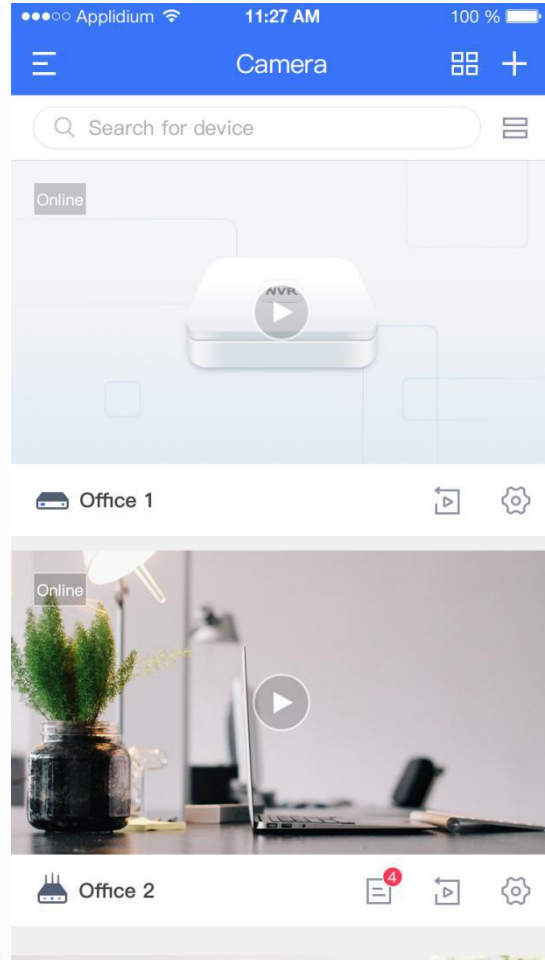 Applidium 11:27 AM 100 %
Camera
Search for device
Online
NVR
Office 1
Online
4
Office 2